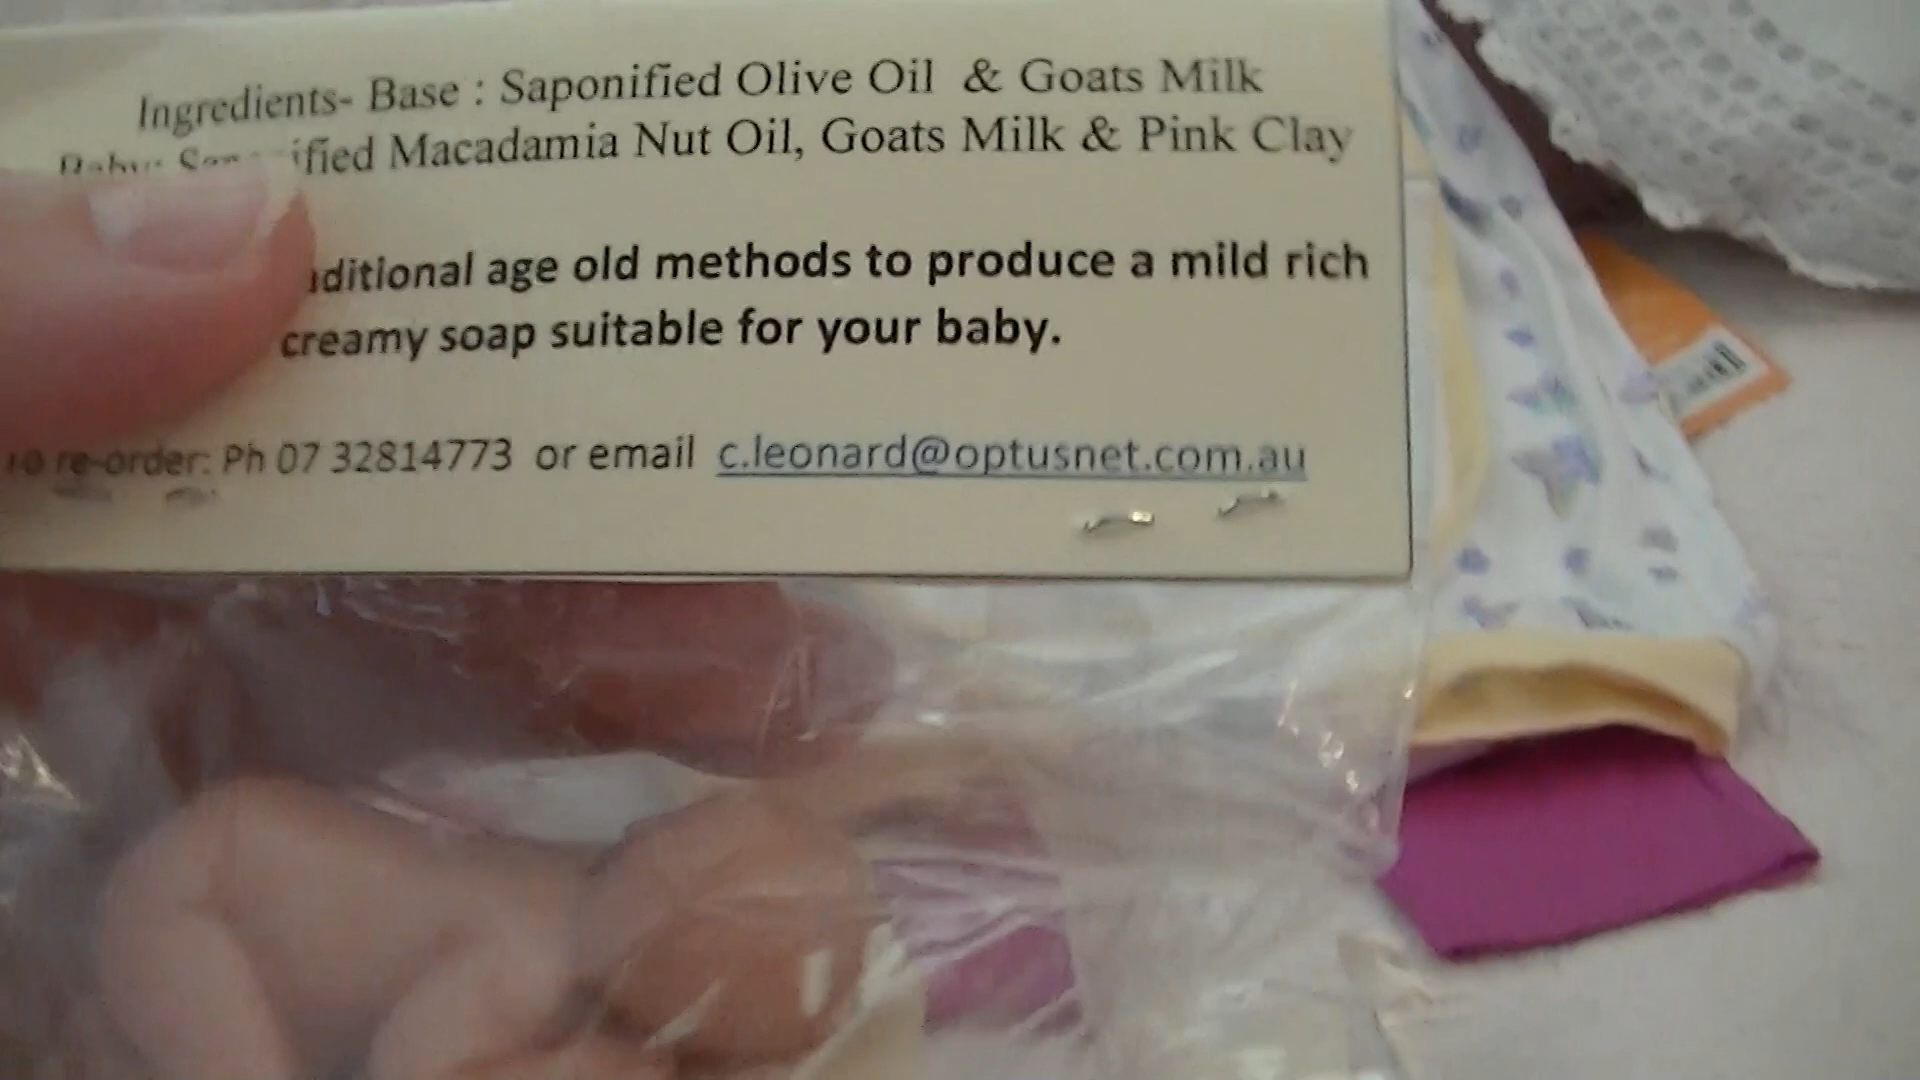 Ingredients- Base : Saponified Olive Oil & Goats Milk
Macadamia Nut Oil, Goats Milk & Pink Clay
age old methods to produce a mild rich
creamy soap suitable for your baby.
re-order: Ph 07 32814773 or email c.leonard@optusnet.com.au